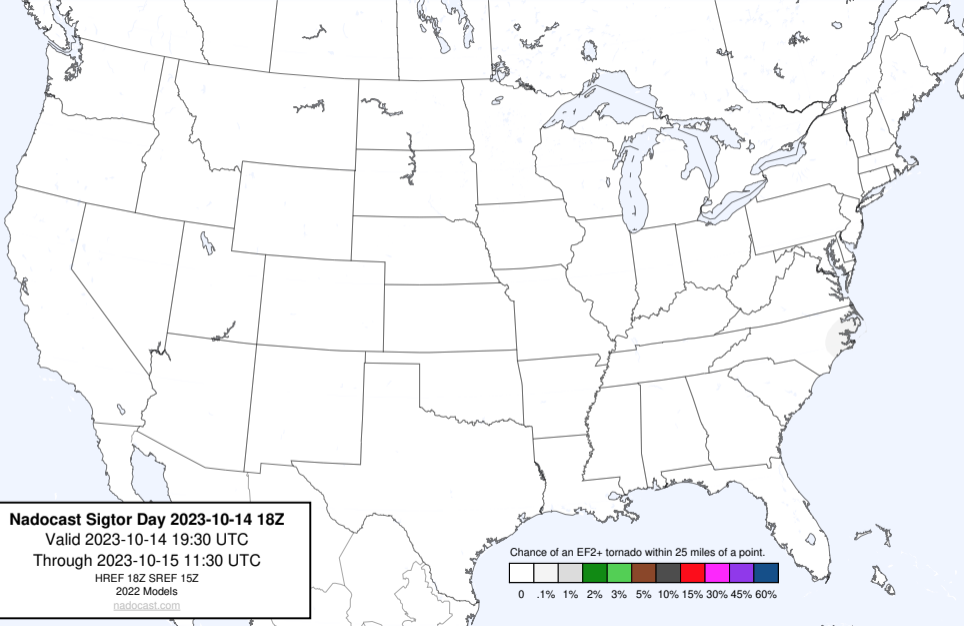 Nadocast Sigtor Day 2023-10-14 18Z
Valid 2023-10-14 19:30 UTC
Through 2023-10-15 11:30 UTC
HREF 18Z SREF 15Z
2022 Models
nadocast.com
Chance of an EF2+ tornado within 25 miles of a point.
0 .1% 1% 2% 3% 5% 10% 15% 30% 45% 60%